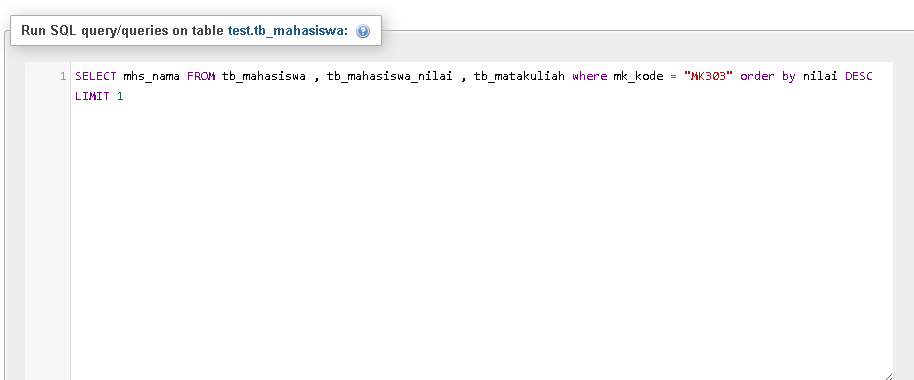 Run SQL query/queries on table test.tb_mahasiswa:
1 SELECT mhs_nama FROM tb_mahasiswa , tb_mahasiswa_nilai , tb_matakuliah where mk_kode = "MK303" order by nilai DESC
LIMIT 1